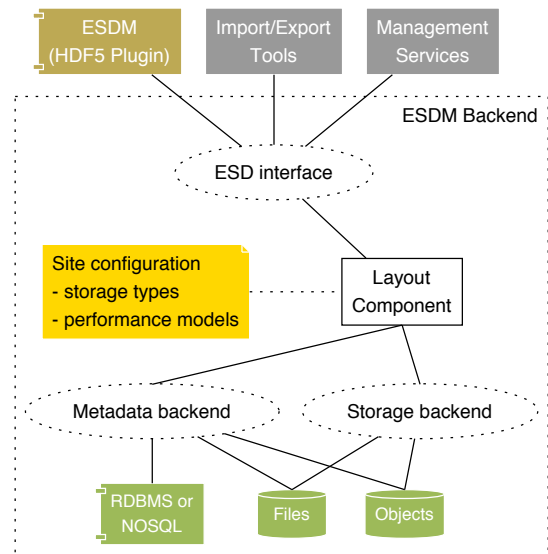 ESDM
(HDF5 Plugin)
Import/Export
Tools
Management
Services
ESDM Backend
ESD interface
Site configuration
- storage types
- performance models
Layout
Component
Metadata backend
Storage backend
RDBMS or
NOSQL
Files
Objects